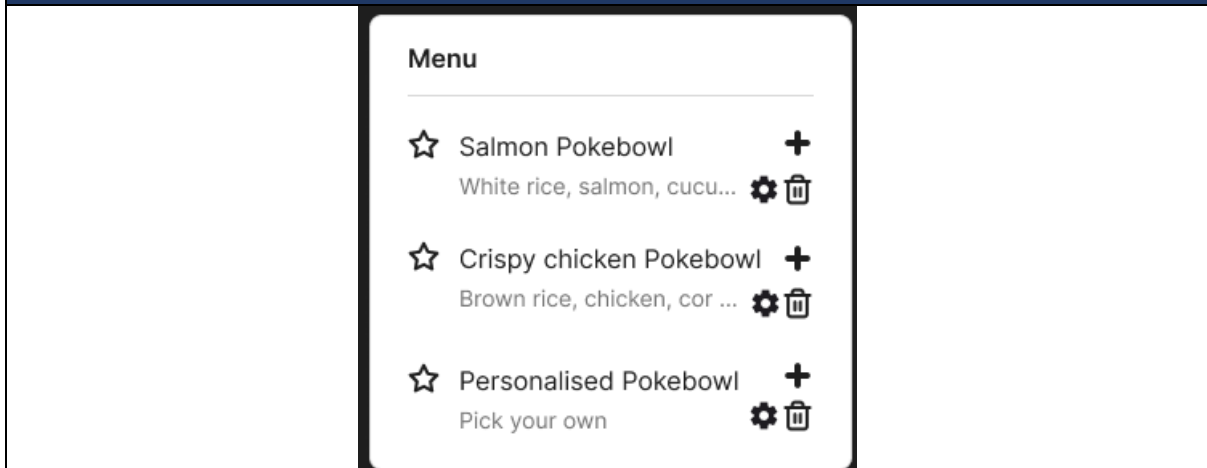 Menu
Salmon Pokebowl
White rice, salmon, cucu...
Crispy chicken Pokebowl
Brown rice, chicken, cor ...
Personalised Pokebowl
Pick your own